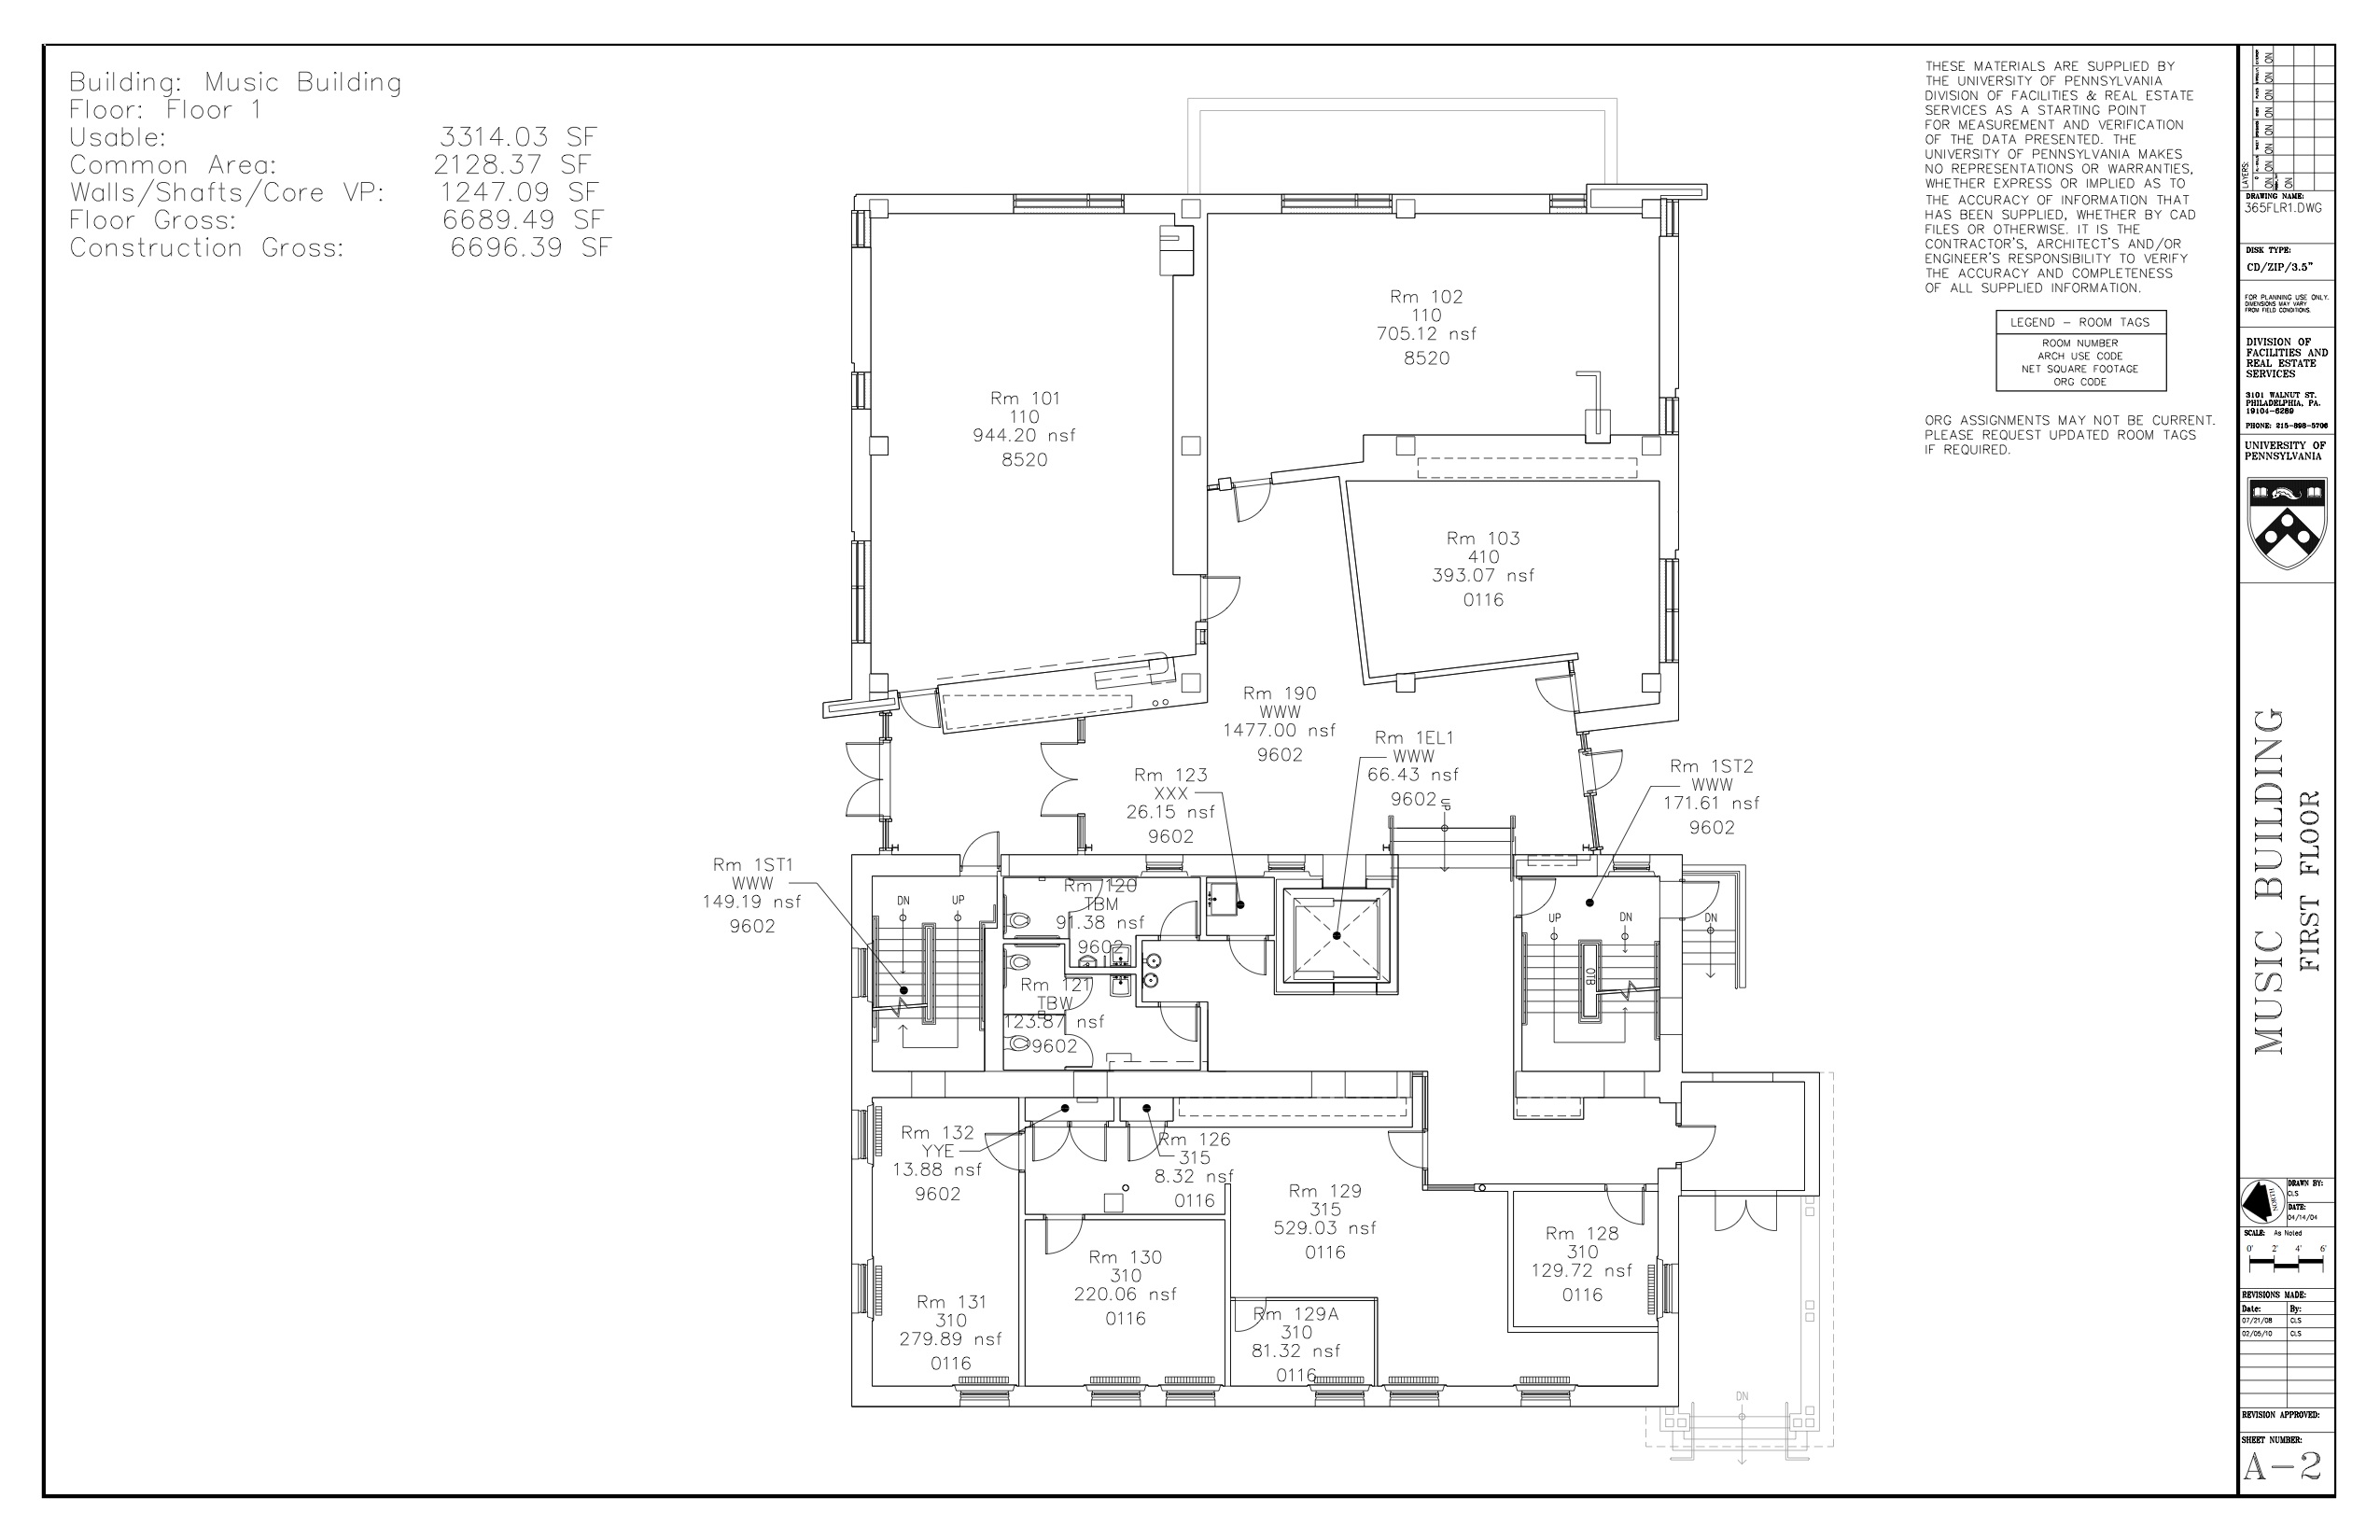 Building: Music Building
Floor: Floor 1
Usable: 3314.03 SF
Common Area: 2128.37 SF
Walls/Shafts/Core VP: 1247.09 SF
Floor Gross: 6689.49 SF
Construction Gross: 6696.39 SF
THESE MATERIALS ARE SUPPLIED BY
THE UNIVERSITY OF PENNSYLVANIA
DIVISION OF FACILITIES & REAL ESTATE
SERVICES AS A STARTING POINT
FOR MEASUREMENT AND VERIFICATION
OF THE DATA PRESENTED. THE
UNIVERSITY OF PENNSYLVANIA MAKES
NO REPRESENTATIONS OR WARRANTIES,
WHETHER EXPRESS OR IMPLIED AS TO
THE ACCURACY OF INFORMATION THAT
HAS BEEN SUPPLIED, WHETHER BY CAD
FILES OR OTHERWISE. IT IS THE
CONTRACTOR'S, ARCHITECT'S AND/OR
ENGINEER'S RESPONSIBILITY TO VERIFY
THE ACCURACY AND COMPLETENESS
OF ALL SUPPLIED INFORMATION.
LEGEND – ROOM TAGS
ROOM NUMBER
ARCH USE CODE
NET SQUARE FOOTAGE
ORG CODE
ORG ASSIGNMENTS MAY NOT BE CURRENT.
PLEASE REQUEST UPDATED ROOM TAGS
IF REQUIRED.
Rm 102
110
705.12 nsf
8520
Rm 101
110
944.20 nsf
8520
Rm 103
410
393.07 nsf
0116
Rm 190
WWW
1477.00 nsf
9602
Rm 1EL1
WWW
66.43 nsf
9602
UP
Rm 123
XXX
26.15 nsf
9602
Rm 1ST2
WWW
171.61 nsf
9602
Rm 1ST1
WWW
149.19 nsf
9602
DN UP
Rm 120
TBM
91.38 nsf
9602
UP DN
DN
BTO
Rm 121
TBW
123.87 nsf
9602
Rm 132
YYE
13.88 nsf
9602
Rm 126
315
8.32 nsf
0116
Rm 129
315
529.03 nsf
0116
Rm 128
310
129.72 nsf
0116
Rm 130
310
220.06 nsf
0116
Rm 131
310
279.89 nsf
0116
Rm 129A
310
81.32 nsf
0116
DN
LAYERS:
ON ON ON ON ON ON ON
ON
DRAWING NAME:
365FLR1.DWG
DISK TYPE:
CD/ZIP/3.5"
FOR PLANNING USE ONLY.
DIMENSIONS MAY VARY
FROM FIELD CONDITIONS.
DIVISION OF
FACILITIES AND
REAL ESTATE
SERVICES
3101 WALNUT ST.
PHILADELPHIA, PA.
19104-6289
PHONE: 215-898-5706
UNIVERSITY OF
PENNSYLVANIA
MUSIC BUILDING
FIRST FLOOR
NORTH
DRAWN BY:
CLS
DATE:
04/14/04
SCALE: As Noted
0' 2' 4' 6'
REVISIONS MADE:
Date: By:
07/21/08 CLS
02/05/10 CLS
REVISION APPROVED:
SHEET NUMBER:
A-2